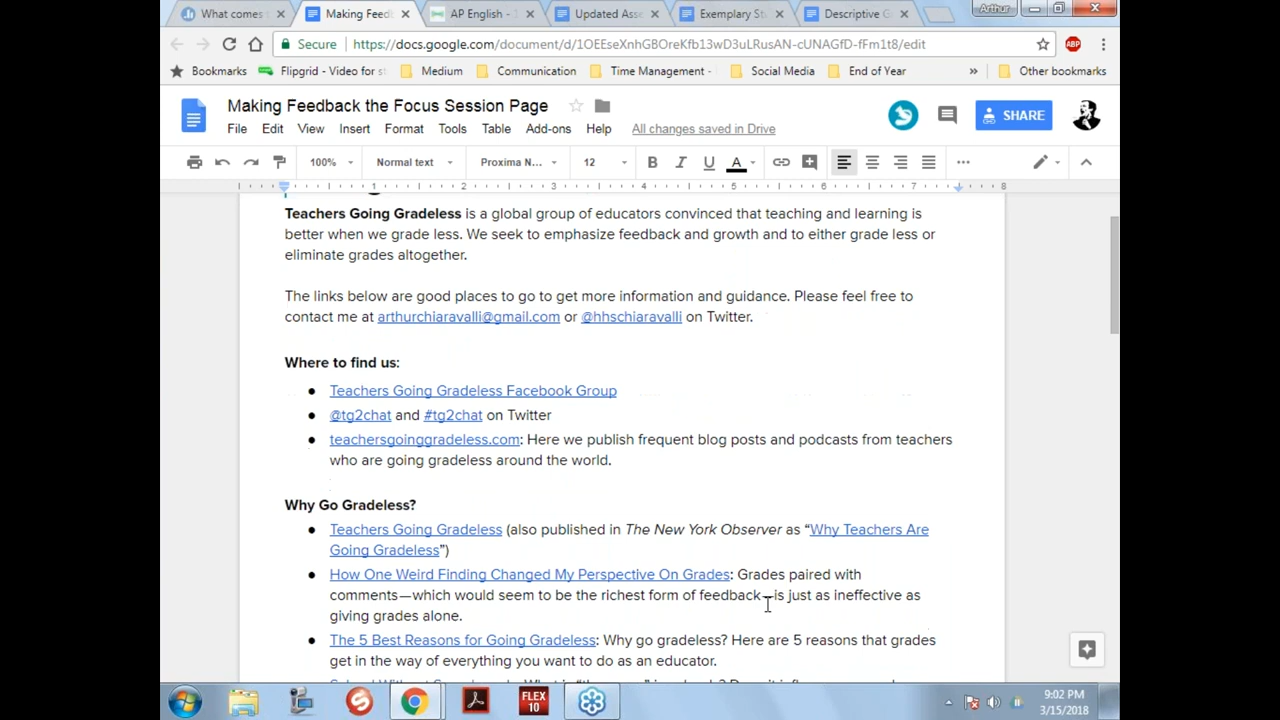 What comes
Making Feed
AP English -
Updated Asse
Exemplary St
Descriptive G
Arthur
Secure
https://docs.google.com/document/d/1OEEseXnhGBOreKfb13wD3uLRusAN-cUNAGfD-fFm1t8/edit
ABP
Bookmarks
Flipgrid - Video for st
Medium
Communication
Time Management -
Social Media
End of Year
»
Other bookmarks
Making Feedback the Focus Session Page
File Edit View Insert Format Tools Table Add-ons Help All changes saved in Drive
SHARE
100% Normal text Proxima N... 12 B I U A
1 2 3 4 5 6 7 8
Teachers Going Gradeless is a global group of educators convinced that teaching and learning is
better when we grade less. We seek to emphasize feedback and growth and to either grade less or
eliminate grades altogether.
The links below are good places to go to get more information and guidance. Please feel free to
contact me at arthurchiaravalli@gmail.com or @hhschiaravalli on Twitter.
Where to find us:
● Teachers Going Gradeless Facebook Group
● @tg2chat and #tg2chat on Twitter
● teachersgoinggradeless.com: Here we publish frequent blog posts and podcasts from teachers
who are going gradeless around the world.
Why Go Gradeless?
● Teachers Going Gradeless (also published in The New York Observer as “Why Teachers Are
Going Gradeless”)
● How One Weird Finding Changed My Perspective On Grades: Grades paired with
comments—which would seem to be the richest form of feedback—is just as ineffective as
giving grades alone.
● The 5 Best Reasons for Going Gradeless: Why go gradeless? Here are 5 reasons that grades
get in the way of everything you want to do as an educator.
FLEX
10
9:02 PM
3/15/2018